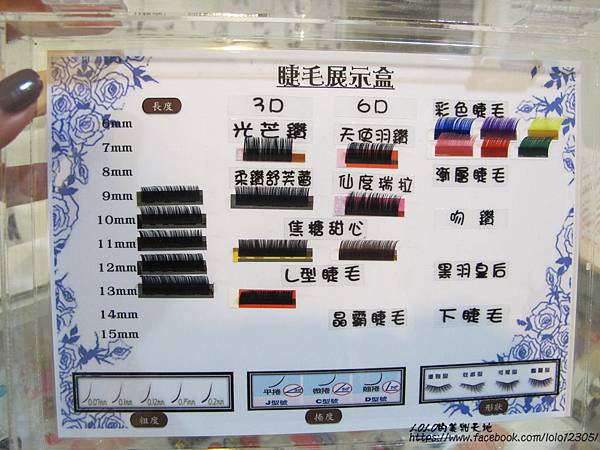 睫毛展示盒
長度 3D 6D 彩色睫毛
6mm
光芒鑽 天使羽鑽
7mm
8mm 柔鑽舒芙蕾 仙度瑞拉 漸層睫毛
9mm
10mm 焦糖甜心 吻鑽
11mm
12mm L型睫毛 黑羽皇后
13mm
14mm 晶霸睫毛 下睫毛
15mm
平捲 微捲 翹捲
0.07mm 0.1mm 0.12mm 0.15mm 0.2mm J型號 C型號 D型號
粗度 捲度 形狀
LOLO的美麗天地
https://www.facebook.com/lolo12305/